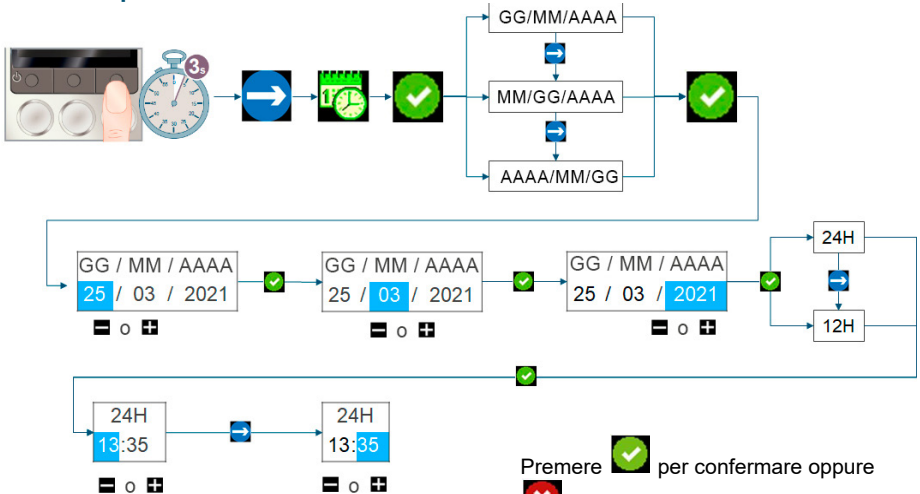 3s
GG/MM/AAAA
MM/GG/AAAA
AAAA/MM/GG
GG / MM / AAAA
25 / 03 / 2021
o
GG / MM / AAAA
25 / 03 / 2021
o
GG / MM / AAAA
25 / 03 / 2021
o
24H
12H
24H
13:35
o
24H
13:35
o
Premere per confermare oppure